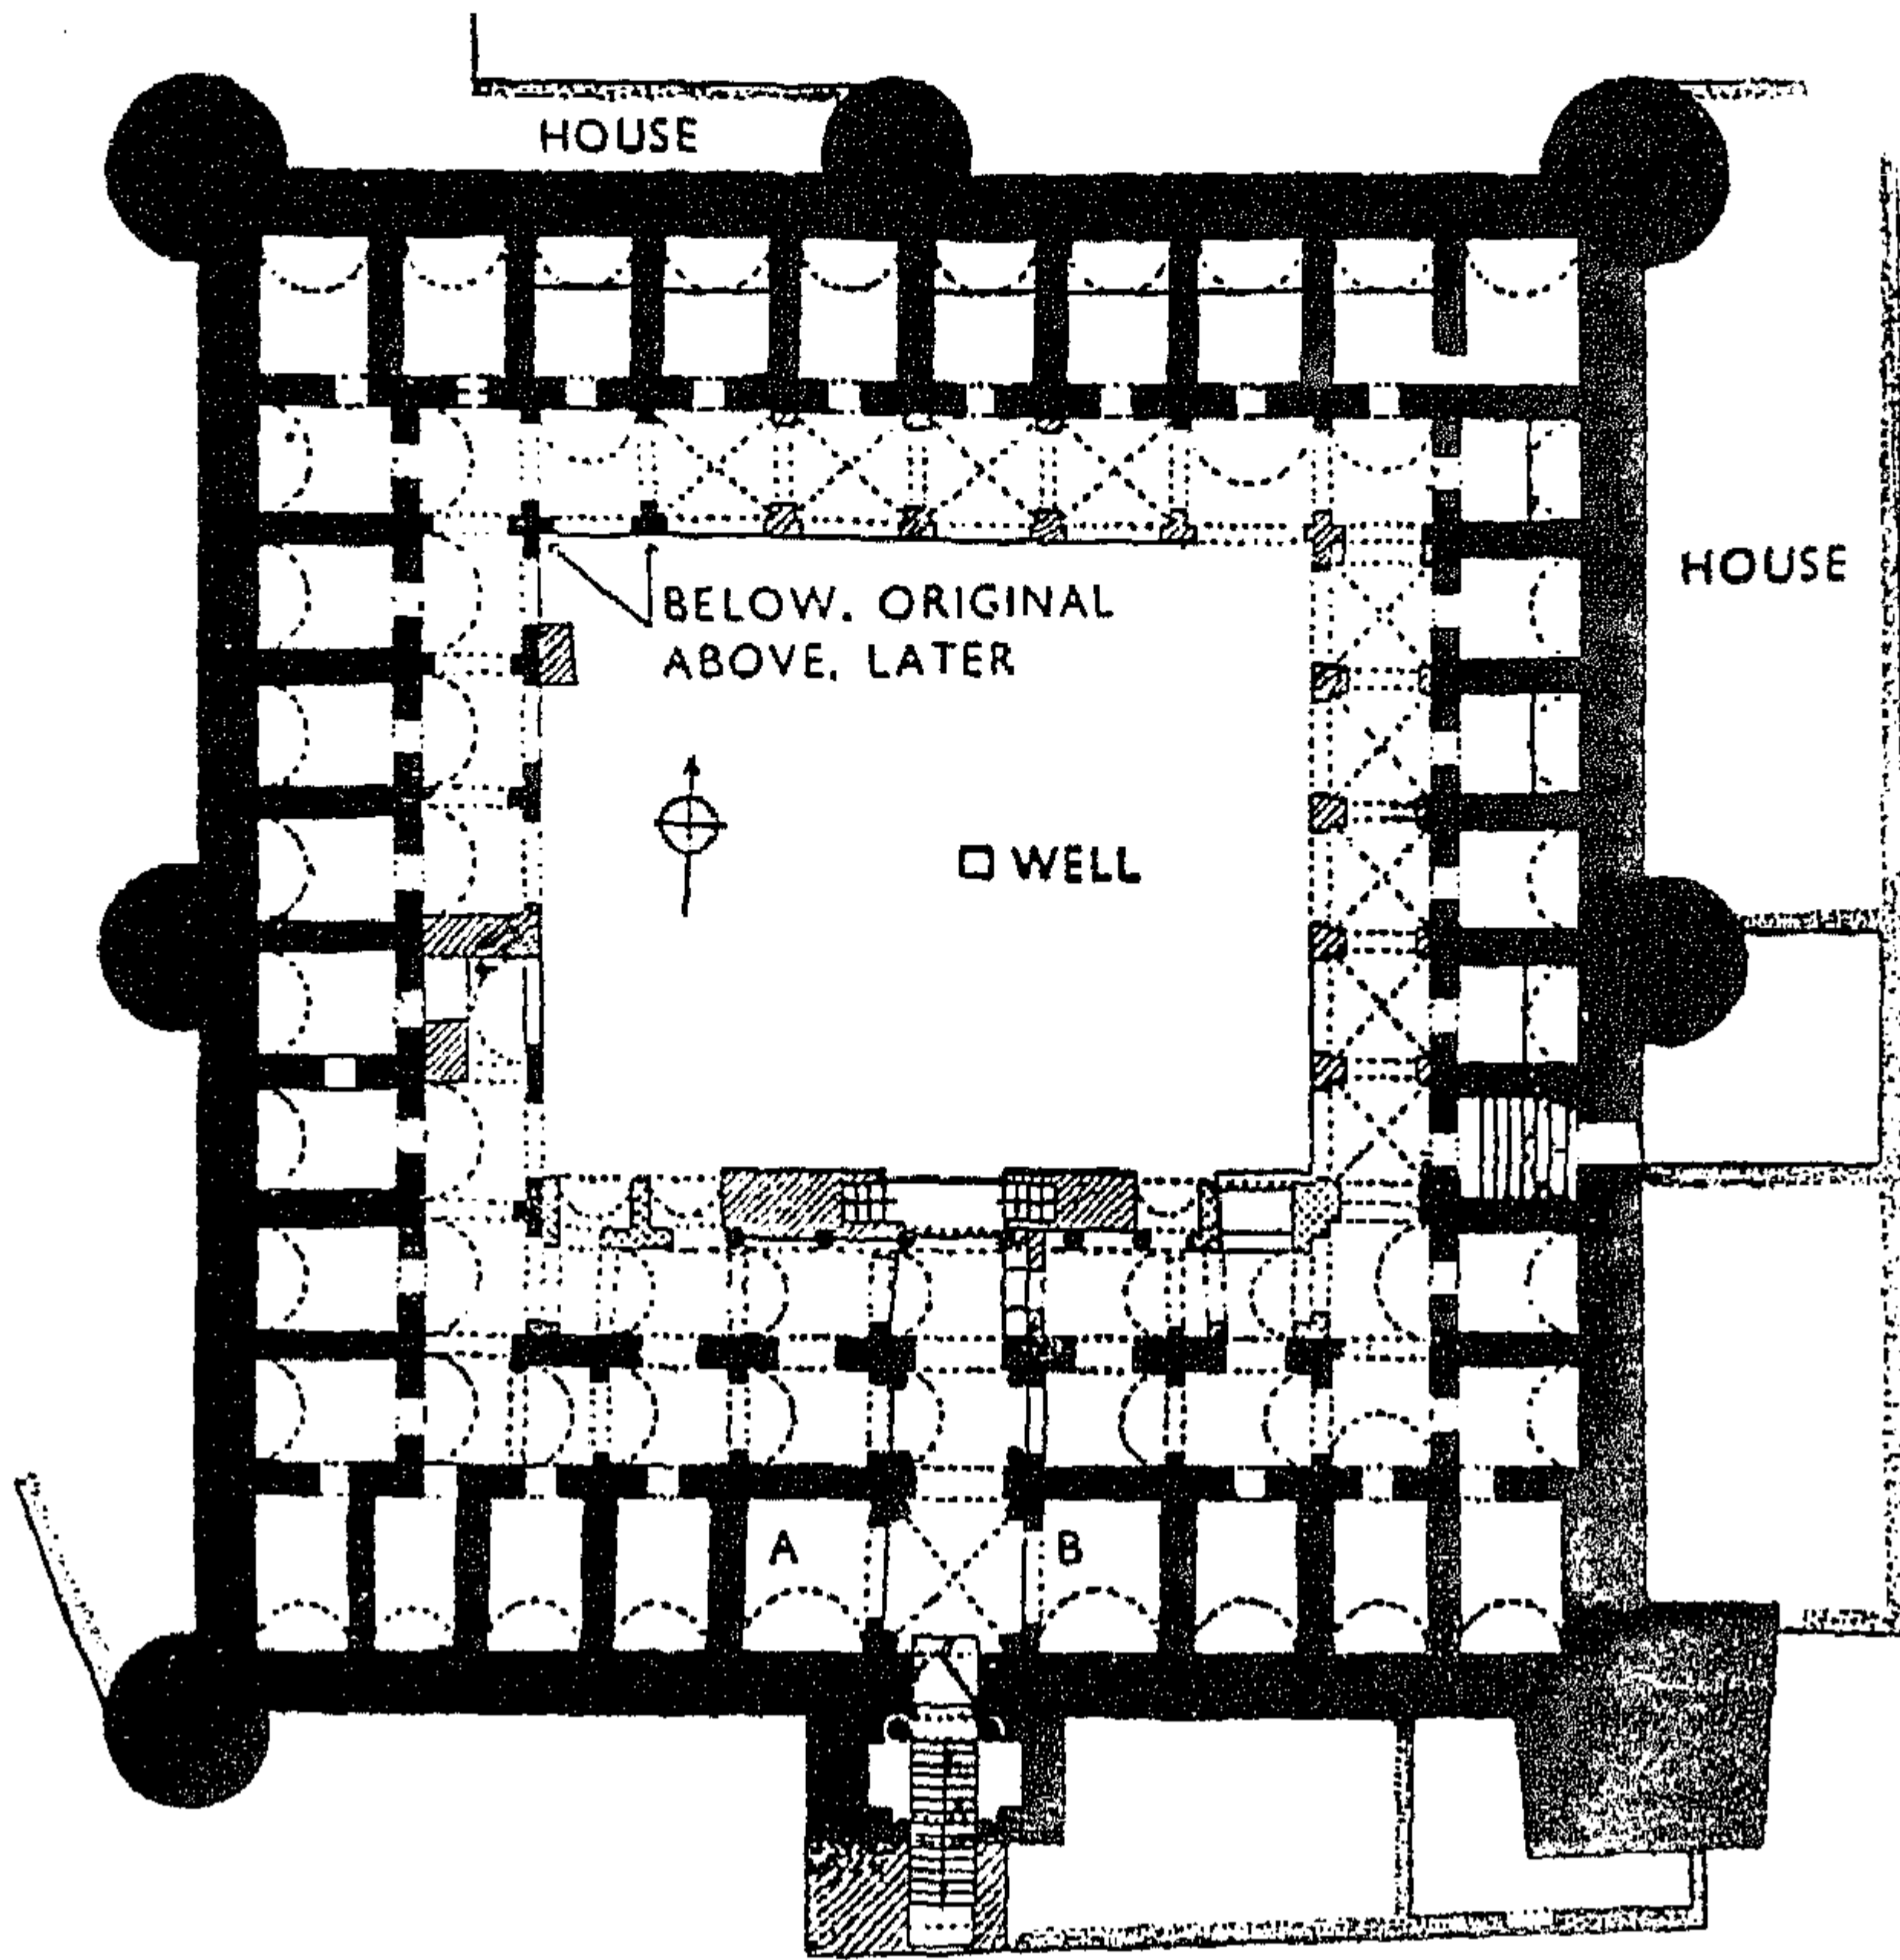 HOUSE
HOUSE
BELOW. ORIGINAL
ABOVE. LATER
WELL
A
B